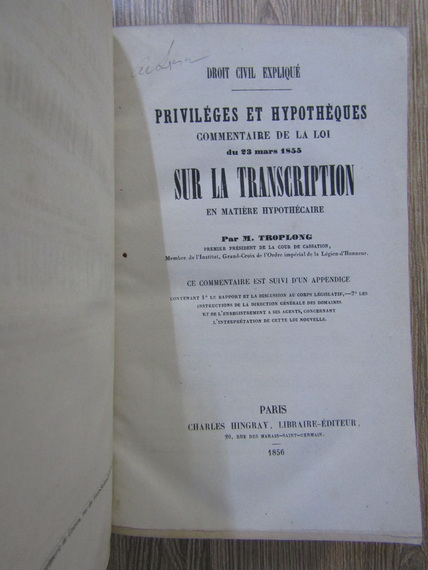 DROIT CIVIL EXPLIQUÉ
PRIVILÉGES ET HYPOTHÈQUES
COMMENTAIRE DE LA LOI
du 23 mars 1855
SUR LA TRANSCRIPTION
EN MATIÈRE HYPOTHÉCAIRE
Par M. TROPLONG
PREMIER PRÉSIDENT DE LA COUR DE CASSATION,
Membre de l'Institut, Grand-Croix de l'Ordre impérial de la Légion-d'Honneur.
CE COMMENTAIRE EST SUIVI D'UN APPENDICE
CONTENANT 1° LE RAPPORT ET LA DISCUSSION AU CORPS LÉGISLATIF,—2° LES
INSTRUCTIONS DE LA DIRECTION GÉNÉRALE DES DOMAINES
ET DE L'ENREGISTREMENT A SES AGENTS, CONCERNANT
L'INTERPRÉTATION DE CETTE LOI NOUVELLE.
PARIS
CHARLES HINGRAY, LIBRAIRE-ÉDITEUR,
20, RUE DES MARAIS-SAINT-GERMAIN.
1856